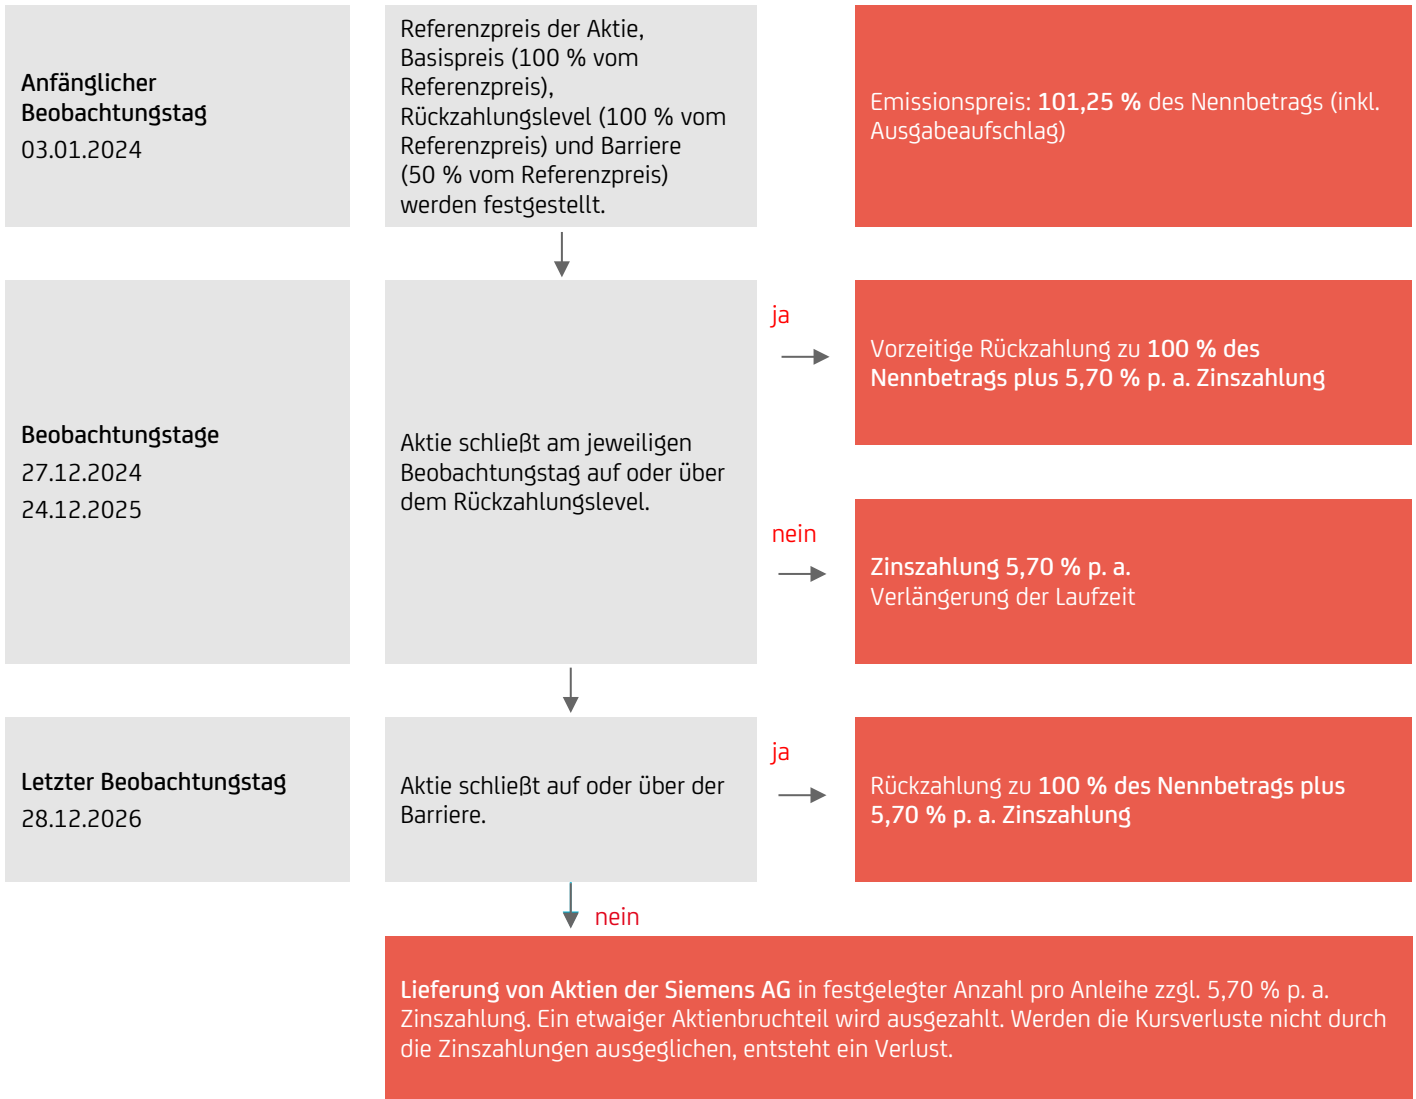 Anfänglicher
Beobachtungstag
03.01.2024
Referenzpreis der Aktie,
Basispreis (100 % vom
Referenzpreis),
Rückzahlungslevel (100 % vom
Referenzpreis) und Barriere
(50 % vom Referenzpreis)
werden festgestellt.
Emissionspreis: 101,25 % des Nennbetrags (inkl.
Ausgabeaufschlag)
Beobachtungstage
27.12.2024
24.12.2025
Aktie schließt am jeweiligen
Beobachtungstag auf oder über
dem Rückzahlungslevel.
ja
Vorzeitige Rückzahlung zu 100 % des
Nennbetrags plus 5,70 % p. a. Zinszahlung
nein
Zinszahlung 5,70 % p. a.
Verlängerung der Laufzeit
Letzter Beobachtungstag
28.12.2026
Aktie schließt auf oder über der
Barriere.
ja
Rückzahlung zu 100 % des Nennbetrags plus
5,70 % p. a. Zinszahlung
nein
Lieferung von Aktien der Siemens AG in festgelegter Anzahl pro Anleihe zzgl. 5,70 % p. a.
Zinszahlung. Ein etwaiger Aktienbruchteil wird ausgezahlt. Werden die Kursverluste nicht durch
die Zinszahlungen ausgeglichen, entsteht ein Verlust.